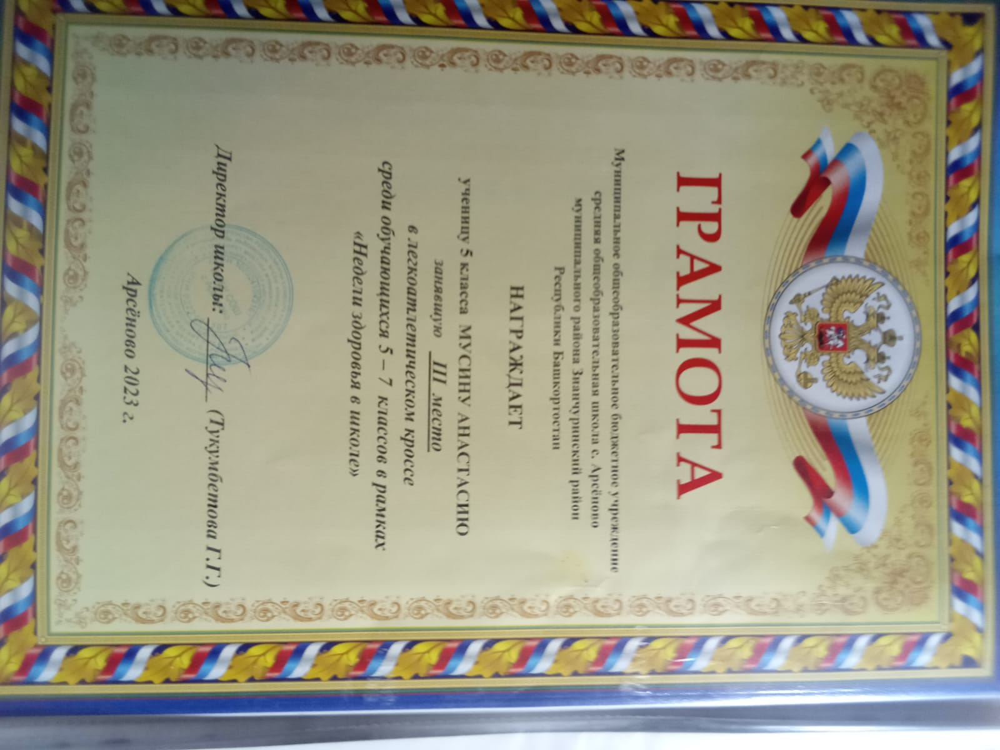 ГРАМОТА
Муниципальное общеобразовательное бюджетное учреждение
средняя общеобразовательная школа с. Арсёново
муниципального района Зианчуринский район
Республики Башкортостан
НАГРАЖДАЕТ
ученицу 5 класса МУСИНУ АНАСТАСИЮ
занявшую III место
в легкоатлетическом кроссе
среди обучающихся 5 – 7 классов в рамках
«Недели здоровья в школе»
Директор школы: (Тукумбетова Г.Г.)
Арсёново 2023 г.